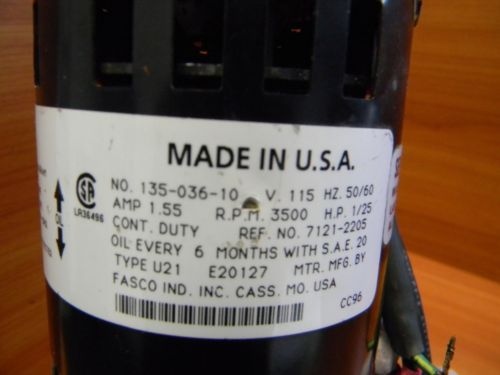 MADE IN U.S.A.
SA
LR36496
OIL
NO. 135-036-10 V. 115 HZ. 50/60
AMP 1.55 R.P.M. 3500 H.P. 1/25
CONT. DUTY REF. NO. 7121-2205
OIL EVERY 6 MONTHS WITH S.A.E. 20
TYPE U21 E20127 MTR. MFG. BY
FASCO IND. INC. CASS. MO. USA
CC96